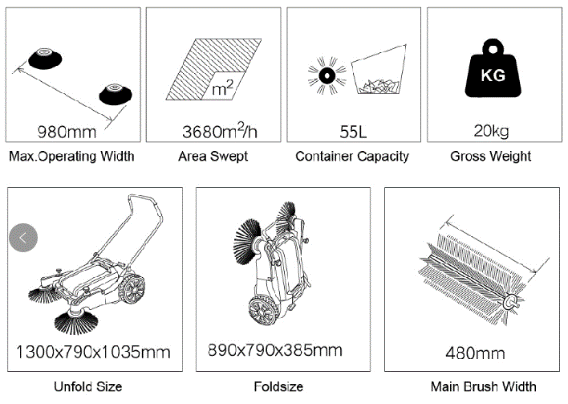 m²
KG
980mm
3680m²/h
55L
20kg
Max.Operating Width
Area Swept
Container Capacity
Gross Weight
1300x790x1035mm
890x790x385mm
480mm
Unfold Size
Foldsize
Main Brush Width